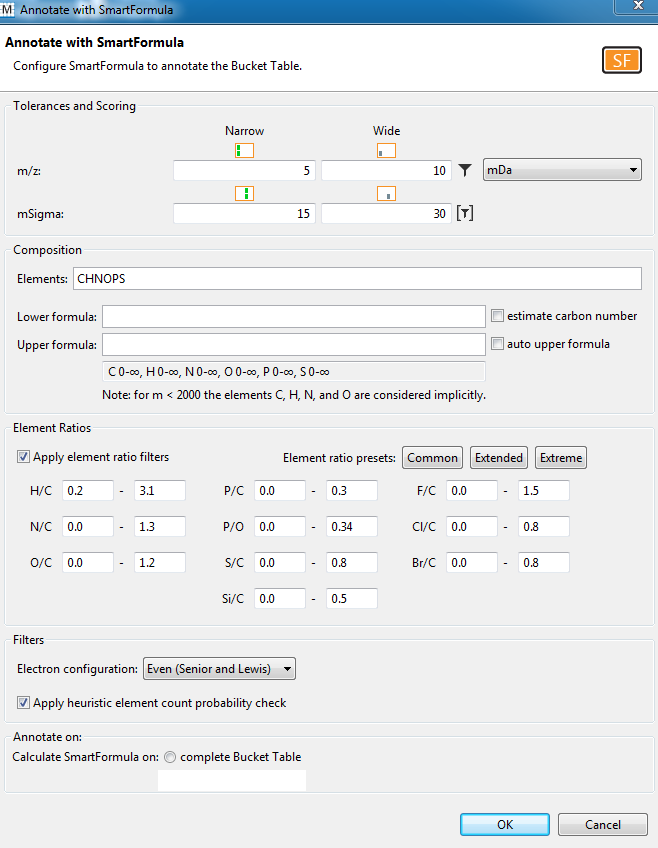 M Annotate with SmartFormula x
Annotate with SmartFormula
Configure SmartFormula to annotate the Bucket Table.
SF
Tolerances and Scoring
Narrow Wide
m/z: 5 10 mDa
mSigma: 15 30
Composition
Elements: CHNOPS
Lower formula: estimate carbon number
Upper formula: auto upper formula
C 0-∞, H 0-∞, N 0-∞, O 0-∞, P 0-∞, S 0-∞
Note: for m < 2000 the elements C, H, N, and O are considered implicitly.
Element Ratios
Apply element ratio filters Element ratio presets: Common Extended Extreme
H/C 0.2 - 3.1 P/C 0.0 - 0.3 F/C 0.0 - 1.5
N/C 0.0 - 1.3 P/O 0.0 - 0.34 Cl/C 0.0 - 0.8
O/C 0.0 - 1.2 S/C 0.0 - 0.8 Br/C 0.0 - 0.8
Si/C 0.0 - 0.5
Filters
Electron configuration: Even (Senior and Lewis)
Apply heuristic element count probability check
Annotate on:
Calculate SmartFormula on: complete Bucket Table
OK Cancel